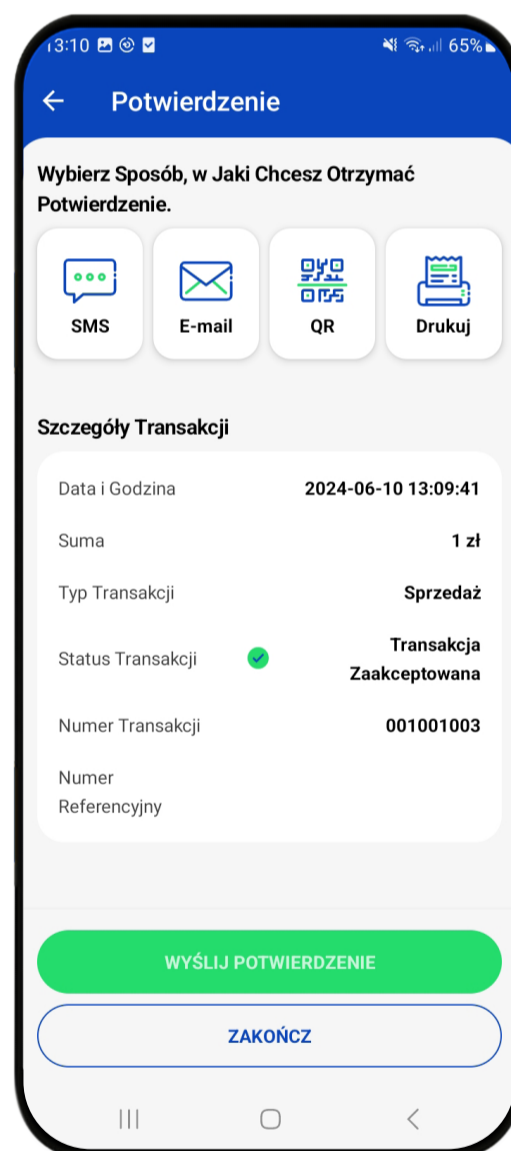 13:10 65%
Potwierdzenie
Wybierz Sposób, w Jaki Chcesz Otrzymać
Potwierdzenie.
SMS E-mail QR Drukuj
Szczegóły Transakcji
Data i Godzina 2024-06-10 13:09:41
Suma 1 zł
Typ Transakcji Sprzedaż
Status Transakcji Transakcja
Zaakceptowana
Numer Transakcji 001001003
Numer
Referencyjny
WYŚLIJ POTWIERDZENIE
ZAKOŃCZ